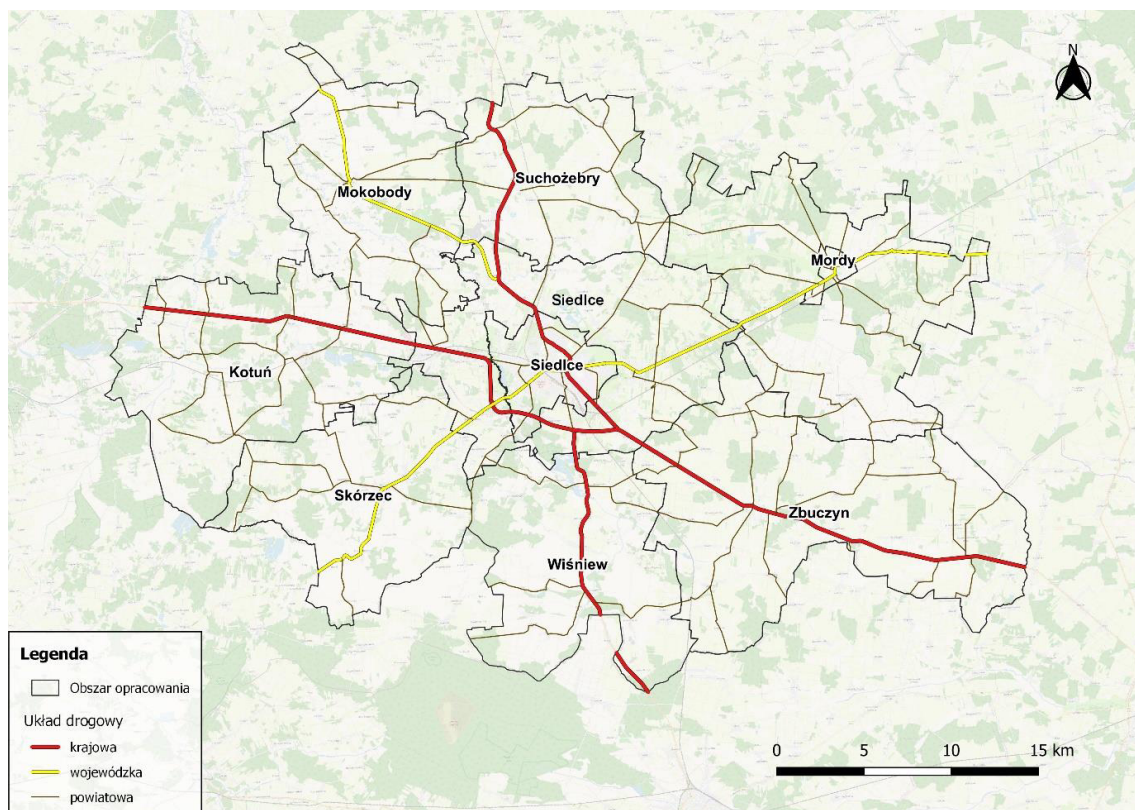 N
Suchożebry
Mokobody
Mordy
Siedlce
Siedlce
Kotuń
Skórzec
Zbuczyn
Wiśniew
Legenda
Obszar opracowania
Układ drogowy
krajowa
wojewódzka
powiatowa
0 5 10 15 km